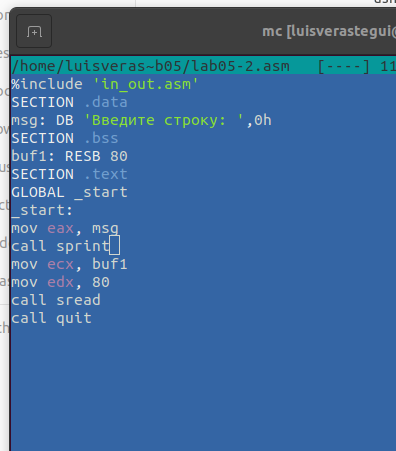 mc [luisverastegui@
/home/luisveras~b05/lab05-2.asm [----] 11
%include 'in_out.asm'
SECTION .data
msg: DB 'Введите строку: ',0h
SECTION .bss
buf1: RESB 80
SECTION .text
GLOBAL _start
_start:
mov eax, msg
call sprint
mov ecx, buf1
mov edx, 80
call sread
call quit